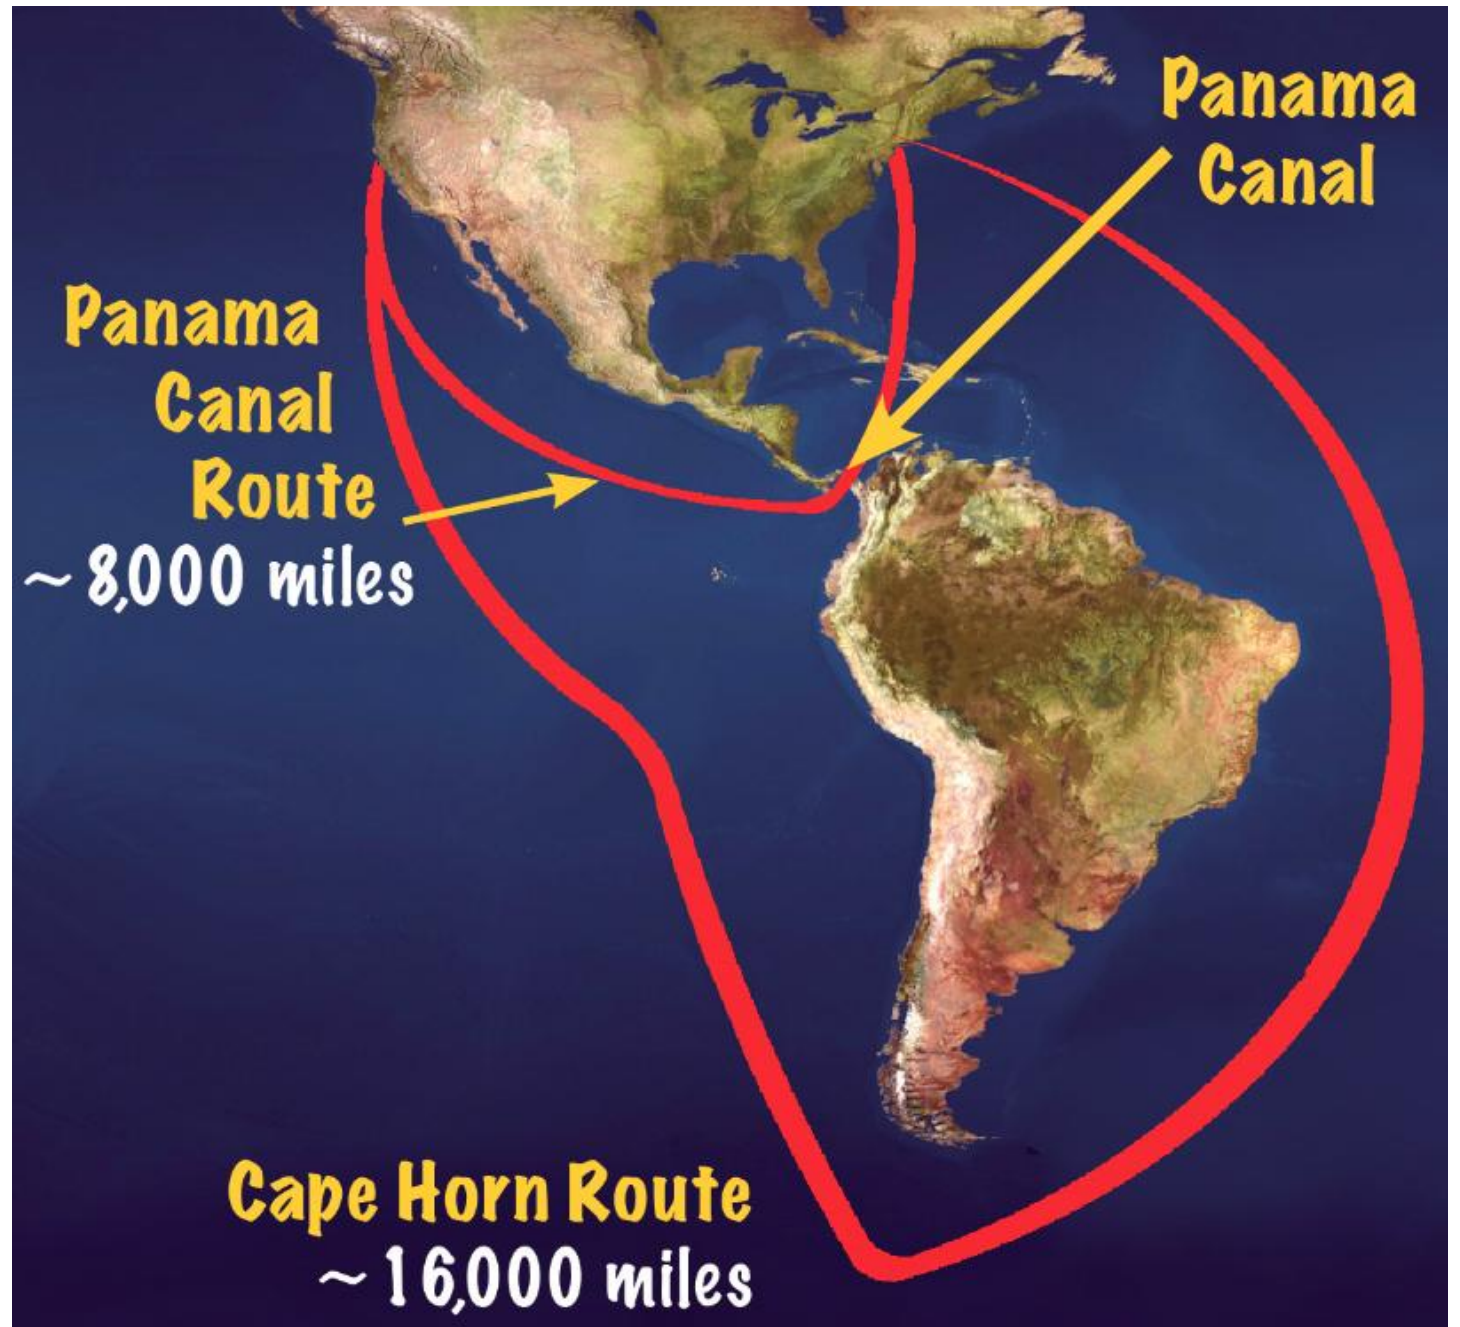 Panama
Canal
Panama
Canal
Route
~ 8,000 miles
Cape Horn Route
~ 16,000 miles